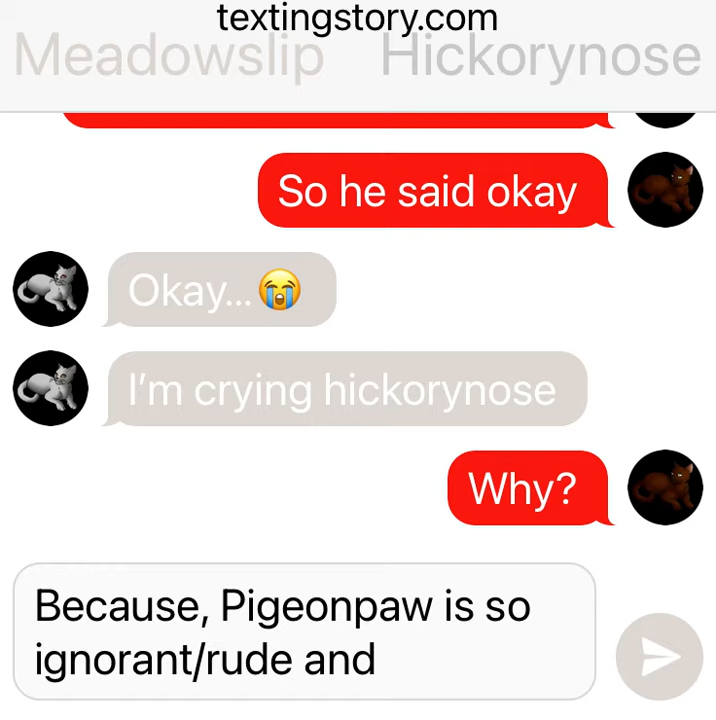 textingstory.com
Meadowslip Hickorynose
So he said okay
Okay...😭
I'm crying hickorynose
Why?
Because, Pigeonpaw is so
ignorant/rude and